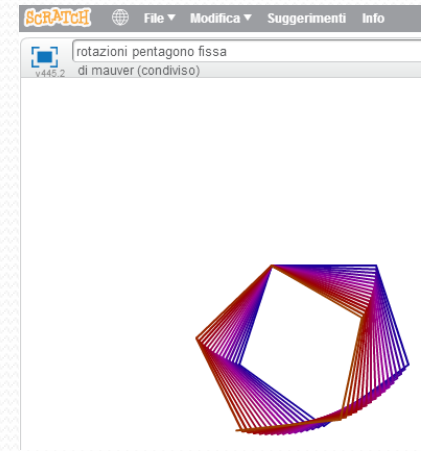 SCRATCH File ▼ Modifica ▼ Suggerimenti Info
rotazioni pentagono fissa
v445.2 di mauver (condiviso)